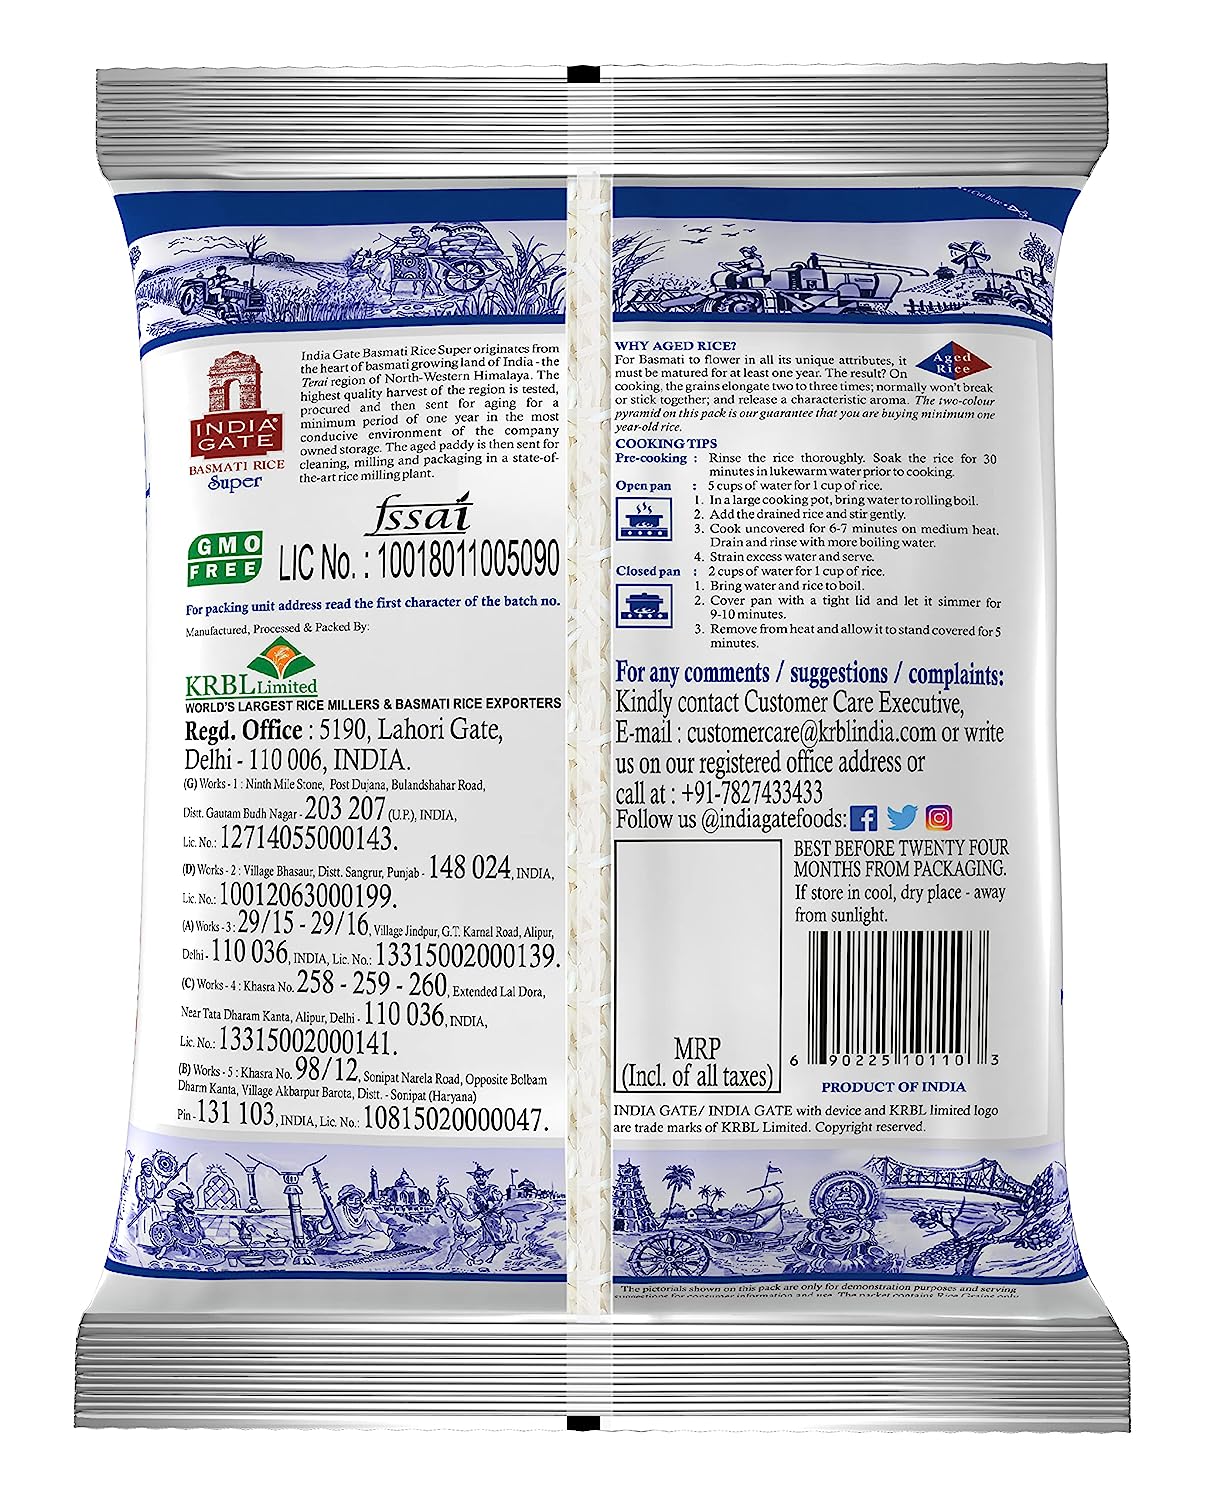 Cut here
India Gate Basmati Rice Super originates from
the heart of basmati growing land of India - the
Terai region of North-Western Himalaya. The
highest quality harvest of the region is tested,
procured and then sent for aging for a
minimum period of one year in the most
conducive environment of the company
owned storage. The aged paddy is then sent for
cleaning, milling and packaging in a state-of-
the-art rice milling plant.
INDIA
GATE
BASMATI RICE
Super
fssai
GMO
FREE
LIC No. : 10018011005090
For packing unit address read the first character of the batch no.
Manufactured, Processed & Packed By:
KRBL Limited
WORLD'S LARGEST RICE MILLERS & BASMATI RICE EXPORTERS
Regd. Office : 5190, Lahori Gate,
Delhi - 110 006, INDIA.
(G) Works - 1 : Ninth Mile Stone, Post Dujana, Bulandshahar Road,
Distt. Gautam Budh Nagar - 203 207 (U.P.), INDIA,
Lic. No.: 12714055000143.
(D) Works - 2 : Village Bhasaur, Distt. Sangrur, Punjab - 148 024, INDIA,
Lic. No.: 10012063000199.
(A) Works - 3 : 29/15 - 29/16, Village Jindpur, G.T. Karnal Road, Alipur,
Delhi - 110 036, INDIA, Lic. No.: 13315002000139.
(C) Works - 4 : Khasra No. 258 - 259 - 260, Extended Lal Dora,
Near Tata Dharam Kanta, Alipur, Delhi - 110 036, INDIA,
Lic. No.: 13315002000141.
(B) Works - 5 : Khasra No. 98/12, Sonipat Narela Road, Opposite Bolbam
Dharm Kanta, Village Akbarpur Barota, Distt. - Sonipat (Haryana)
Pin - 131 103, INDIA, Lic. No.: 10815020000047.
WHY AGED RICE?
For Basmati to flower in all its unique attributes, it
must be matured for at least one year. The result? On
cooking, the grains elongate two to three times; normally won't break
or stick together; and release a characteristic aroma. The two-colour
pyramid on this pack is our guarantee that you are buying minimum one
year-old rice.
Aged
Rice
COOKING TIPS
Pre-cooking : Rinse the rice thoroughly. Soak the rice for 30
minutes in lukewarm water prior to cooking.
Open pan : 5 cups of water for 1 cup of rice.
1. In a large cooking pot, bring water to rolling boil.
2. Add the drained rice and stir gently.
3. Cook uncovered for 6-7 minutes on medium heat.
Drain and rinse with more boiling water.
4. Strain excess water and serve.
Closed pan : 2 cups of water for 1 cup of rice.
1. Bring water and rice to boil.
2. Cover pan with a tight lid and let it simmer for
9-10 minutes.
3. Remove from heat and allow it to stand covered for 5
minutes.
For any comments / suggestions / complaints:
Kindly contact Customer Care Executive,
E-mail : customercare@krblindia.com or write
us on our registered office address or
call at : +91-7827433433
Follow us @indiagatefoods:
BEST BEFORE TWENTY FOUR
MONTHS FROM PACKAGING.
If store in cool, dry place - away
from sunlight.
MRP
(Incl. of all taxes)
6 90225 10110 3
PRODUCT OF INDIA
INDIA GATE/ INDIA GATE with device and KRBL limited logo
are trade marks of KRBL Limited. Copyright reserved.
The pictorials shown on this pack are only for demonstration purposes and serving
suggestions for consumer information and use. The packet contains Rice Grains only